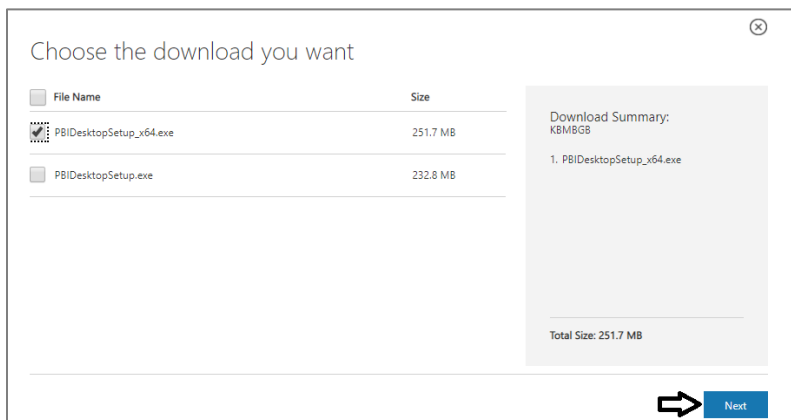 Choose the download you want
File Name Size
PBIDesktopSetup_x64.exe 251.7 MB
PBIDesktopSetup.exe 232.8 MB
Download Summary:
KBMBGB
1. PBIDesktopSetup_x64.exe
Total Size: 251.7 MB
Next